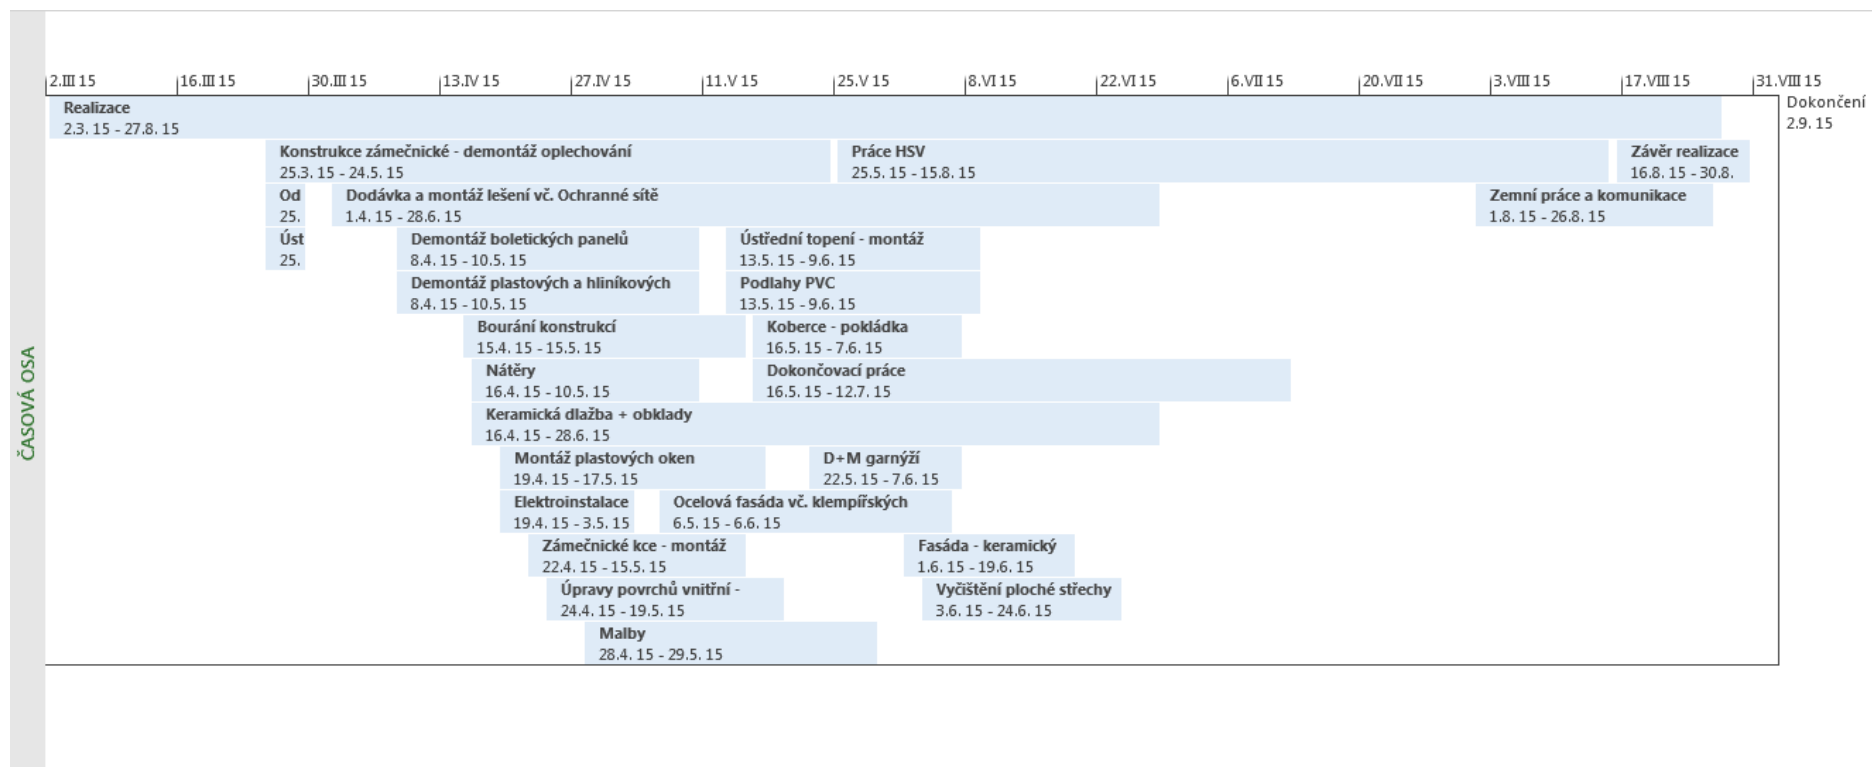 2.III 15 16.III 15 30.III 15 13.IV 15 27.IV 15 11.V 15 25.V 15 8.VI 15 22.VI 15 6.VII 15 20.VII 15 3.VIII 15 17.VIII 15 31.VIII 15
Realizace
2.3. 15 - 27.8. 15
Dokončení
2.9. 15
Konstrukce zámečnické - demontáž oplechování
25.3. 15 - 24.5. 15
Práce HSV
25.5. 15 - 15.8. 15
Závěr realizace
16.8. 15 - 30.8.
Od
25.
Dodávka a montáž lešení vč. Ochranné sítě
1.4. 15 - 28.6. 15
Zemní práce a komunikace
1.8. 15 - 26.8. 15
Úst
25.
Demontáž boletických panelů
8.4. 15 - 10.5. 15
Ústřední topení - montáž
13.5. 15 - 9.6. 15
Demontáž plastových a hliníkových
8.4. 15 - 10.5. 15
Podlahy PVC
13.5. 15 - 9.6. 15
Bourání konstrukcí
15.4. 15 - 15.5. 15
Koberce - pokládka
16.5. 15 - 7.6. 15
Nátěry
16.4. 15 - 10.5. 15
Dokončovací práce
16.5. 15 - 12.7. 15
Keramická dlažba + obklady
16.4. 15 - 28.6. 15
Montáž plastových oken
19.4. 15 - 17.5. 15
D+M garnýží
22.5. 15 - 7.6. 15
Elektroinstalace
19.4. 15 - 3.5. 15
Ocelová fasáda vč. klempířských
6.5. 15 - 6.6. 15
Zámečnické kce - montáž
22.4. 15 - 15.5. 15
Fasáda - keramický
1.6. 15 - 19.6. 15
Úpravy povrchů vnitřní -
24.4. 15 - 19.5. 15
Vyčištění ploché střechy
3.6. 15 - 24.6. 15
Malby
28.4. 15 - 29.5. 15
ČASOVÁ OSA